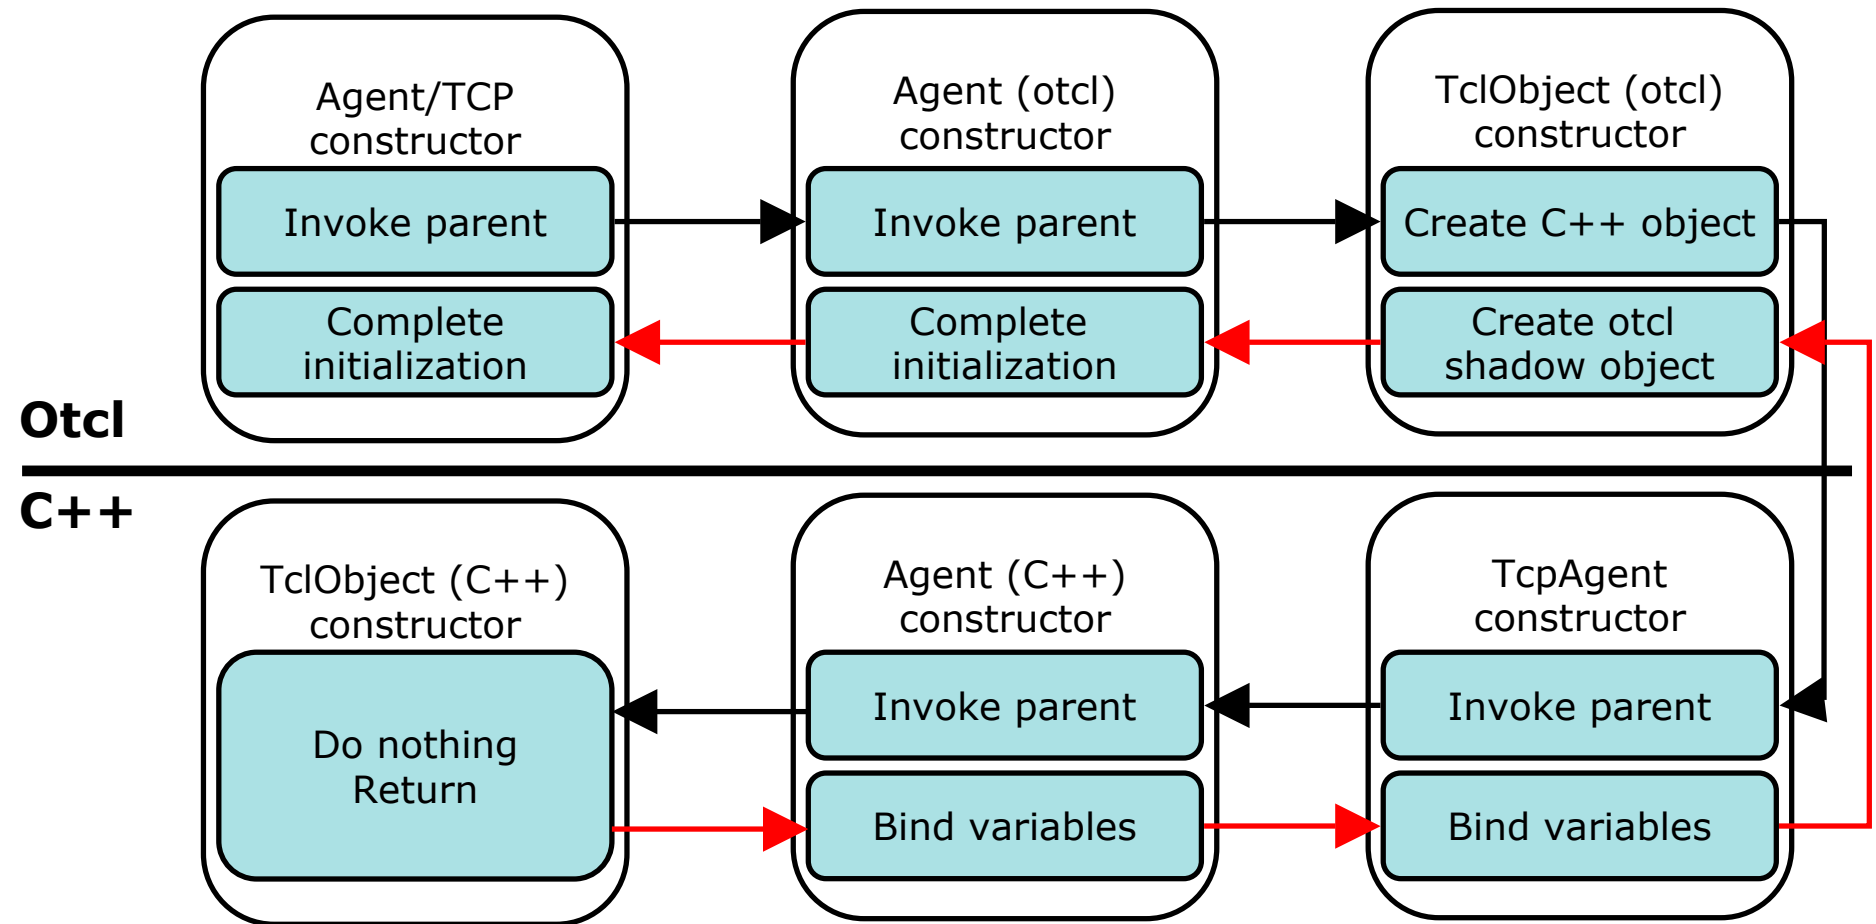 Agent/TCP
constructor
Invoke parent
Complete
initialization
Agent (otcl)
constructor
Invoke parent
Complete
initialization
TclObject (otcl)
constructor
Create C++ object
Create otcl
shadow object
Otcl
C++
TclObject (C++)
constructor
Do nothing
Return
Agent (C++)
constructor
Invoke parent
Bind variables
TcpAgent
constructor
Invoke parent
Bind variables